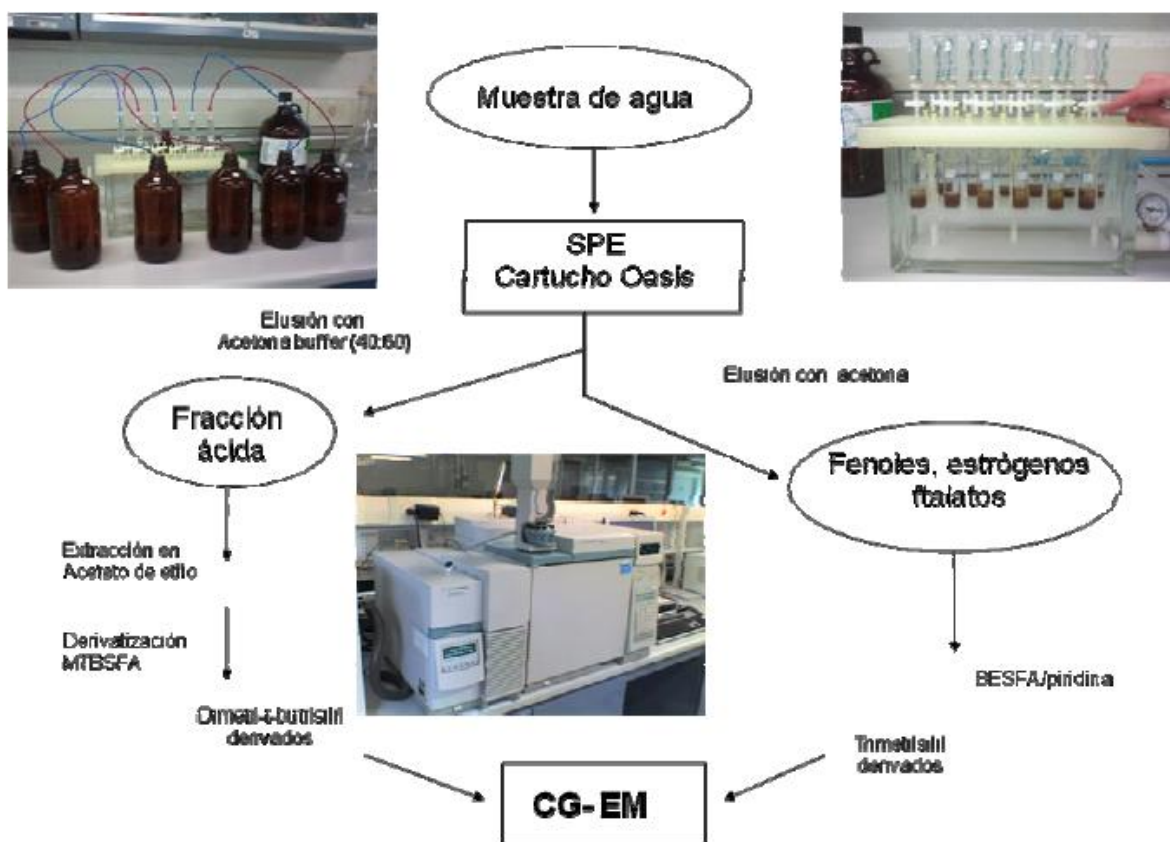 Muestra de agua
SPE
Cartucho Oasis
Elusión con
Acetona buffer (40:60)
Elusión con acetona
Fracción
ácida
Fenoles, estrógenos
ftalatos
Extracción en
Acetato de etilo
Derivatización
MTBSFA
BESFA/piridina
Dimetil-t-butilsilil
derivados
Trimetilsilil
derivados
CG- EM